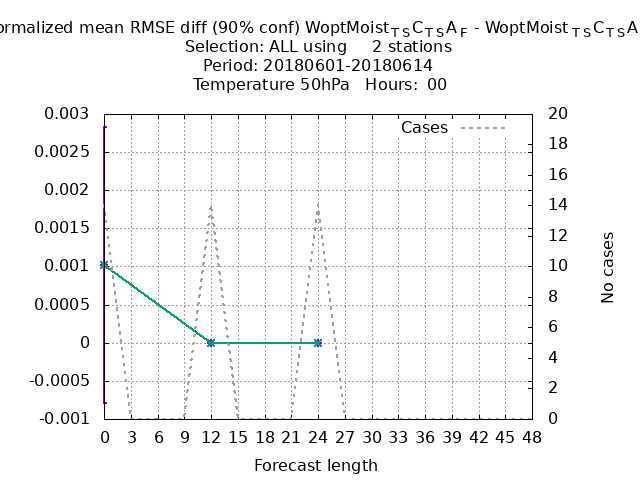 ormalized mean RMSE diff (90% conf) WoptMoistTSCTSAF - WoptMoistTSCTSA
Selection: ALL using 2 stations
Period: 20180601-20180614
Temperature 50hPa Hours: 00
Cases
0.003
0.0025
0.002
0.0015
0.001
0.0005
0
-0.0005
-0.001
20
18
16
14
12
10
8
6
4
2
0
No cases
0 3 6 9 12 15 18 21 24 27 30 33 36 39 42 45 48
Forecast length